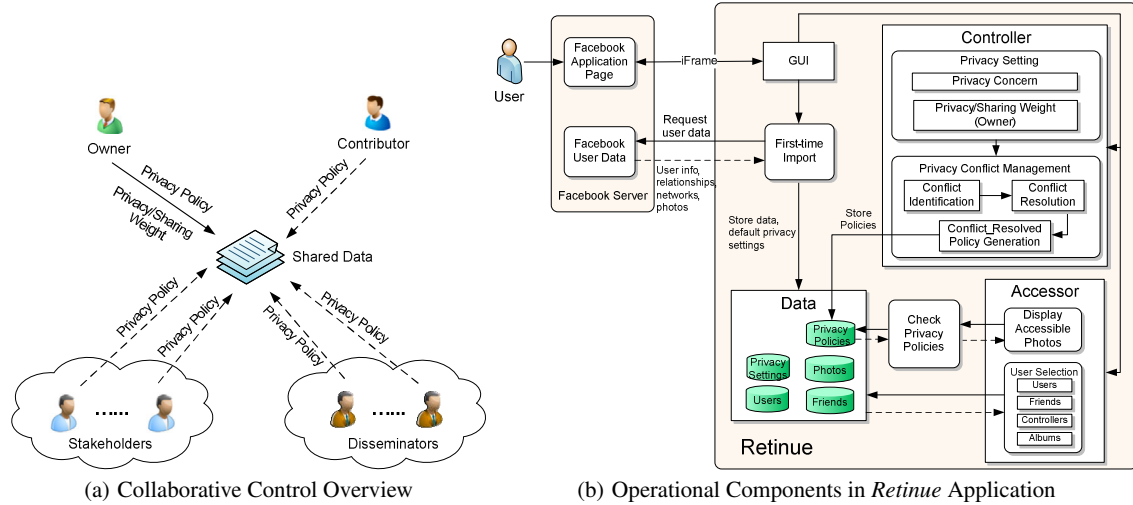 Owner
Contributor
Privacy Policy
Privacy/Sharing
Weight
Privacy Policy
Shared Data
Privacy Policy
Privacy Policy
Privacy Policy
Privacy Policy
......
Stakeholders
......
Disseminators
(a) Collaborative Control Overview
User
Facebook
Application
Page
iFrame
GUI
Facebook
User Data
Facebook Server
Request
user data
User info,
relationships,
networks,
photos
First-time
Import
Store data,
default privacy
settings
Controller
Privacy Setting
Privacy Concern
Privacy/Sharing Weight
(Owner)
Privacy Conflict Management
Conflict
Identification
Conflict
Resolution
Conflict_Resolved
Policy Generation
Store
Policies
Data
Privacy
Policies
Privacy
Settings
Photos
Users
Friends
Check
Privacy
Policies
Accessor
Display
Accessible
Photos
User Selection
Users
Friends
Controllers
Albums
Retinue
(b) Operational Components in Retinue Application